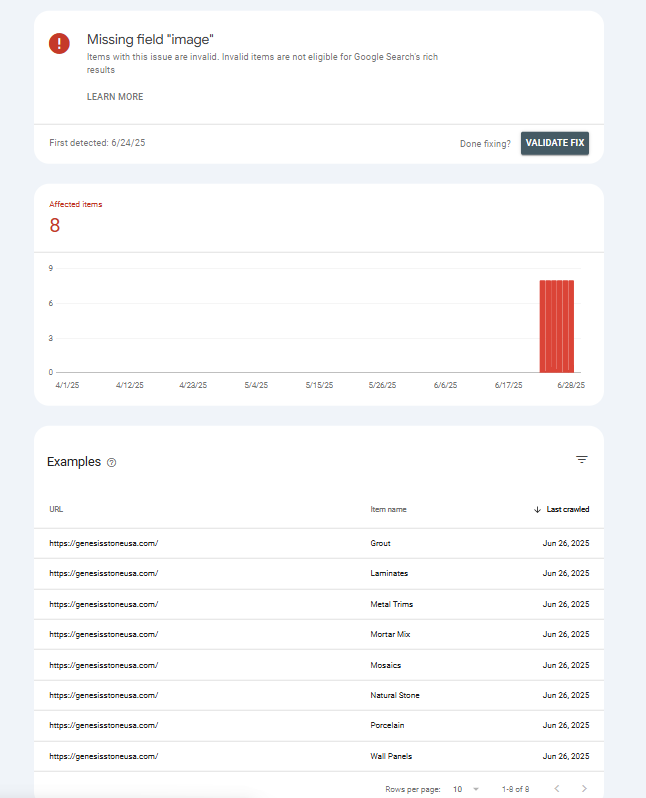 Missing field "image"
Items with this issue are invalid. Invalid items are not eligible for Google Search's rich
results
LEARN MORE
First detected: 6/24/25
Done fixing?
VALIDATE FIX
Affected items
8
9
6
3
0
4/1/25 4/12/25 4/23/25 5/4/25 5/15/25 5/26/25 6/6/25 6/17/25 6/28/25
Examples
URL Item name Last crawled
https://genesisstoneusa.com/ Grout Jun 26, 2025
https://genesisstoneusa.com/ Laminates Jun 26, 2025
https://genesisstoneusa.com/ Metal Trims Jun 26, 2025
https://genesisstoneusa.com/ Mortar Mix Jun 26, 2025
https://genesisstoneusa.com/ Mosaics Jun 26, 2025
https://genesisstoneusa.com/ Natural Stone Jun 26, 2025
https://genesisstoneusa.com/ Porcelain Jun 26, 2025
https://genesisstoneusa.com/ Wall Panels Jun 26, 2025
Rows per page: 10 1-8 of 8